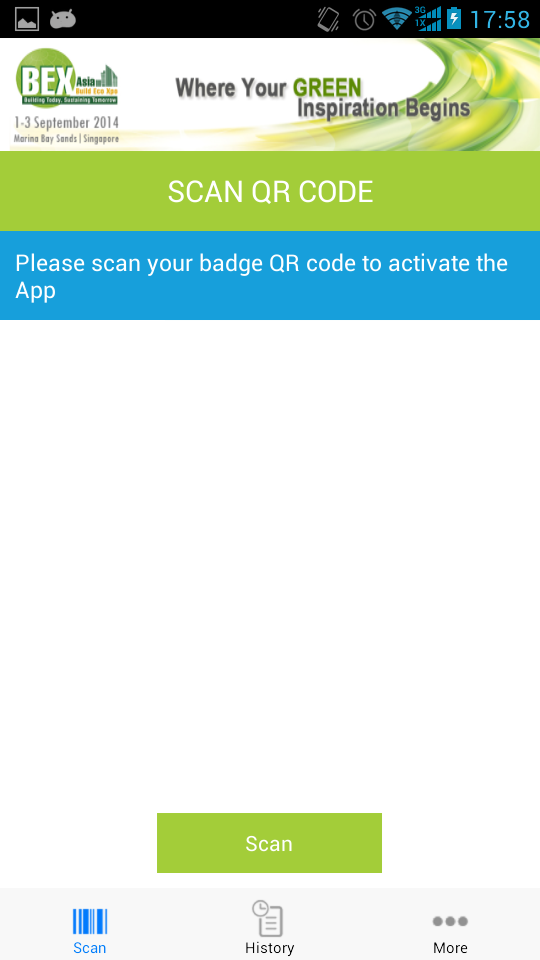 3G
1X
17:58
BEX Asia
Build Eco Xpo
Building Today, Sustaining Tomorrow
1-3 September 2014
Marina Bay Sands | Singapore
Where Your GREEN
Inspiration Begins
SCAN QR CODE
Please scan your badge QR code to activate the
App
Scan
Scan
History
More